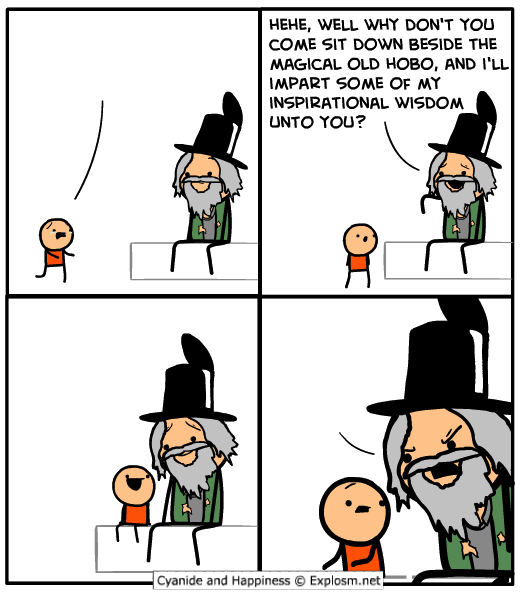 HEHE, WELL WHY DON'T YOU
COME SIT DOWN BESIDE THE
MAGICAL OLD HOBO, AND I'LL
IMPART SOME OF MY
INSPIRATIONAL WISDOM
UNTO YOU?
Cyanide and Happiness © Explosm.net